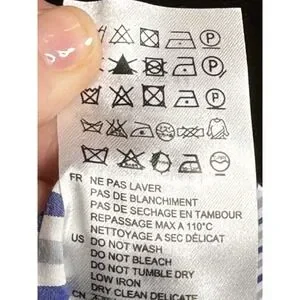 P
P
P
FR NE PAS LAVER
PAS DE BLANCHIMENT
PAS DE SECHAGE EN TAMBOUR
REPASSAGE MAX A 110°C
NETTOYAGE A SEC DÉLICAT
US DO NOT WASH
DO NOT BLEACH
DO NOT TUMBLE DRY
LOW IRON
DRY CLEAN DELICATE
CN